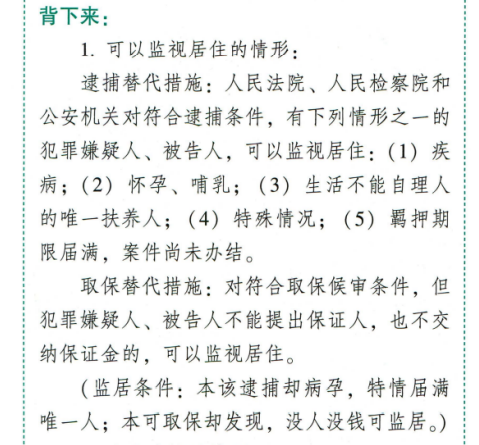 背下来：
1. 可以监视居住的情形：
逮捕替代措施：人民法院、人民检察院和
公安机关对符合逮捕条件，有下列情形之一的
犯罪嫌疑人、被告人，可以监视居住：(1) 疾
病；(2) 怀孕、哺乳；(3) 生活不能自理人
的唯一扶养人；(4) 特殊情况；(5) 羁押期
限届满，案件尚未办结。
取保替代措施：对符合取保候审条件，但
犯罪嫌疑人、被告人不能提出保证人，也不交
纳保证金的，可以监视居住。
(监居条件：本该逮捕却病孕，特情届满
唯一人；本可取保却发现，没人没钱可监居。)